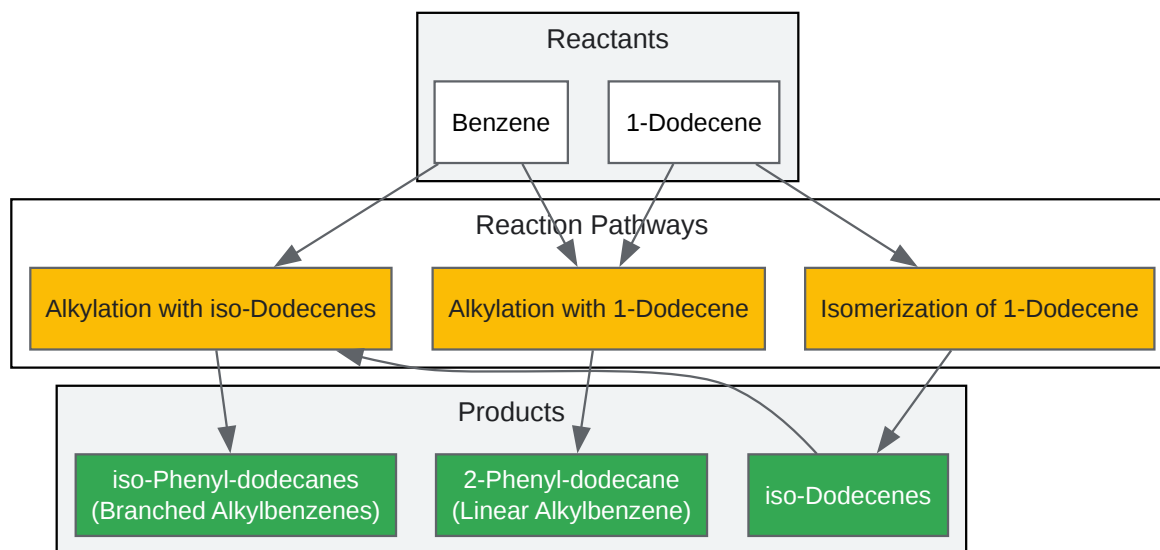 Reactants
Benzene
1-Dodecene
Reaction Pathways
Alkylation with iso-Dodecenes
Alkylation with 1-Dodecene
Isomerization of 1-Dodecene
Products
iso-Phenyl-dodecanes
(Branched Alkylbenzenes)
2-Phenyl-dodecane
(Linear Alkylbenzene)
iso-Dodecenes